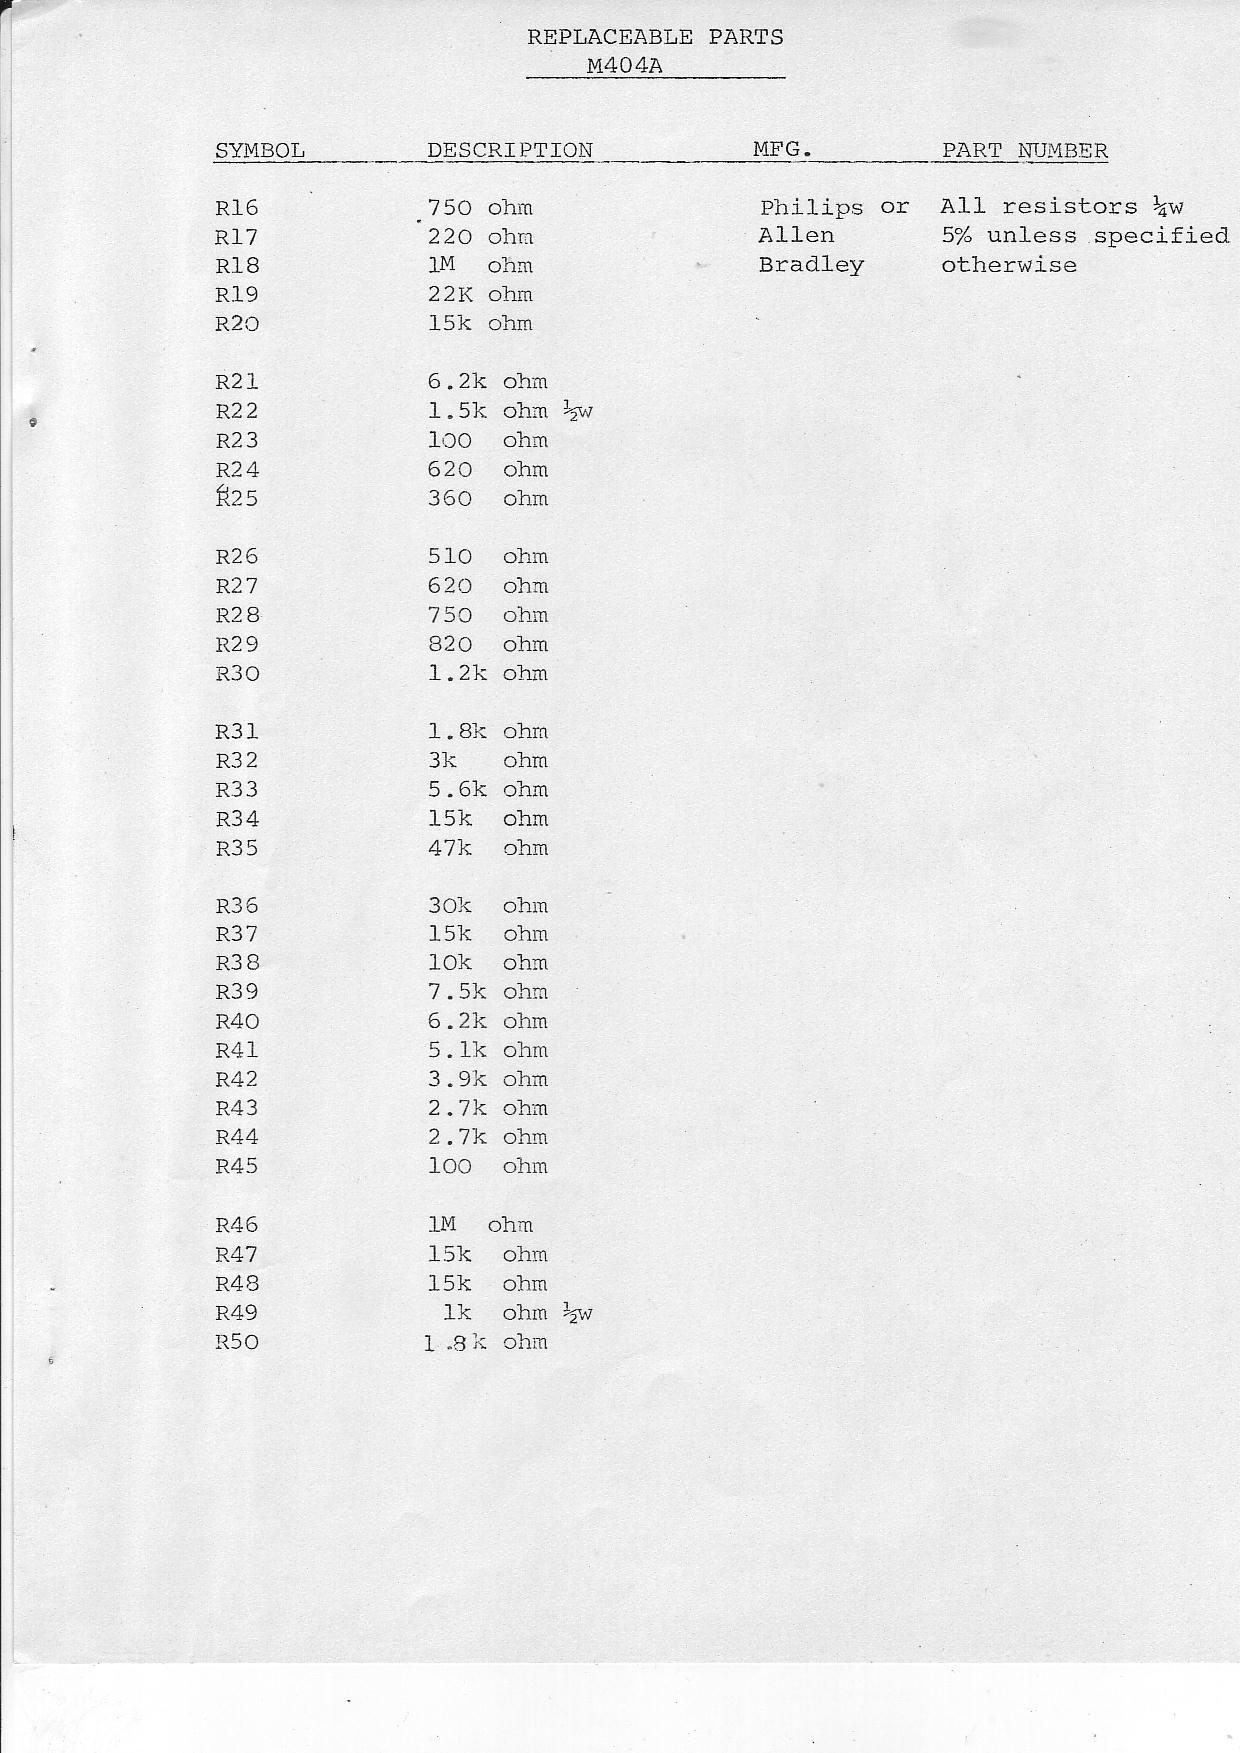 REPLACEABLE PARTS
M404A
SYMBOL DESCRIPTION MFG. PART NUMBER
R16 750 ohm Philips or All resistors ¼w
R17 220 ohm Allen 5% unless specified
R18 1M ohm Bradley otherwise
R19 22K ohm
R20 15k ohm
R21 6.2k ohm
R22 1.5k ohm ½w
R23 100 ohm
R24 620 ohm
R25 360 ohm
R26 510 ohm
R27 620 ohm
R28 750 ohm
R29 820 ohm
R30 1.2k ohm
R31 1.8k ohm
R32 3k ohm
R33 5.6k ohm
R34 15k ohm
R35 47k ohm
R36 30k ohm
R37 15k ohm
R38 10k ohm
R39 7.5k ohm
R40 6.2k ohm
R41 5.1k ohm
R42 3.9k ohm
R43 2.7k ohm
R44 2.7k ohm
R45 100 ohm
R46 1M ohm
R47 15k ohm
R48 15k ohm
R49 1k ohm ½w
R50 1.8k ohm